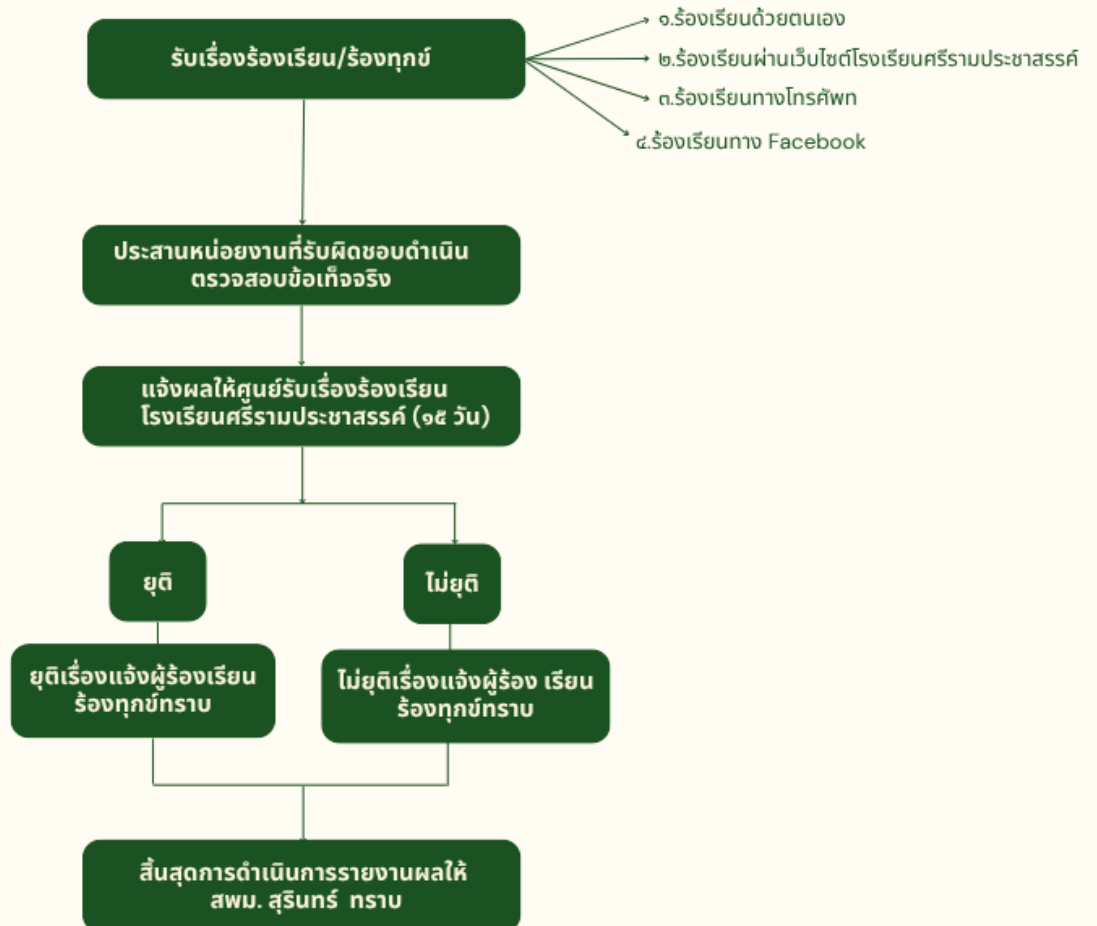 รับเรื่องร้องเรียน/ร้องทุกข์
๑.ร้องเรียนด้วยตนเอง
๒.ร้องเรียนผ่านเว็บไซต์โรงเรียนศรีรามประชาสรรค์
๓.ร้องเรียนทางโทรศัพท
๔.ร้องเรียนทาง Facebook
ประสานหน่อยงานที่รับผิดชอบดำเนิน
ตรวจสอบข้อเท็จจริง
แจ้งผลให้ศูนย์รับเรื่องร้องเรียน
โรงเรียนศรีรามประชาสรรค์ (๑๕ วัน)
ยุติ
ไม่ยุติ
ยุติเรื่องแจ้งผู้ร้องเรียน
ร้องทุกข์ทราบ
ไม่ยุติเรื่องแจ้งผู้ร้อง เรียน
ร้องทุกข์ทราบ
สิ้นสุดการดำเนินการรายงานผลให้
สพม. สุรินทร์ ทราบ